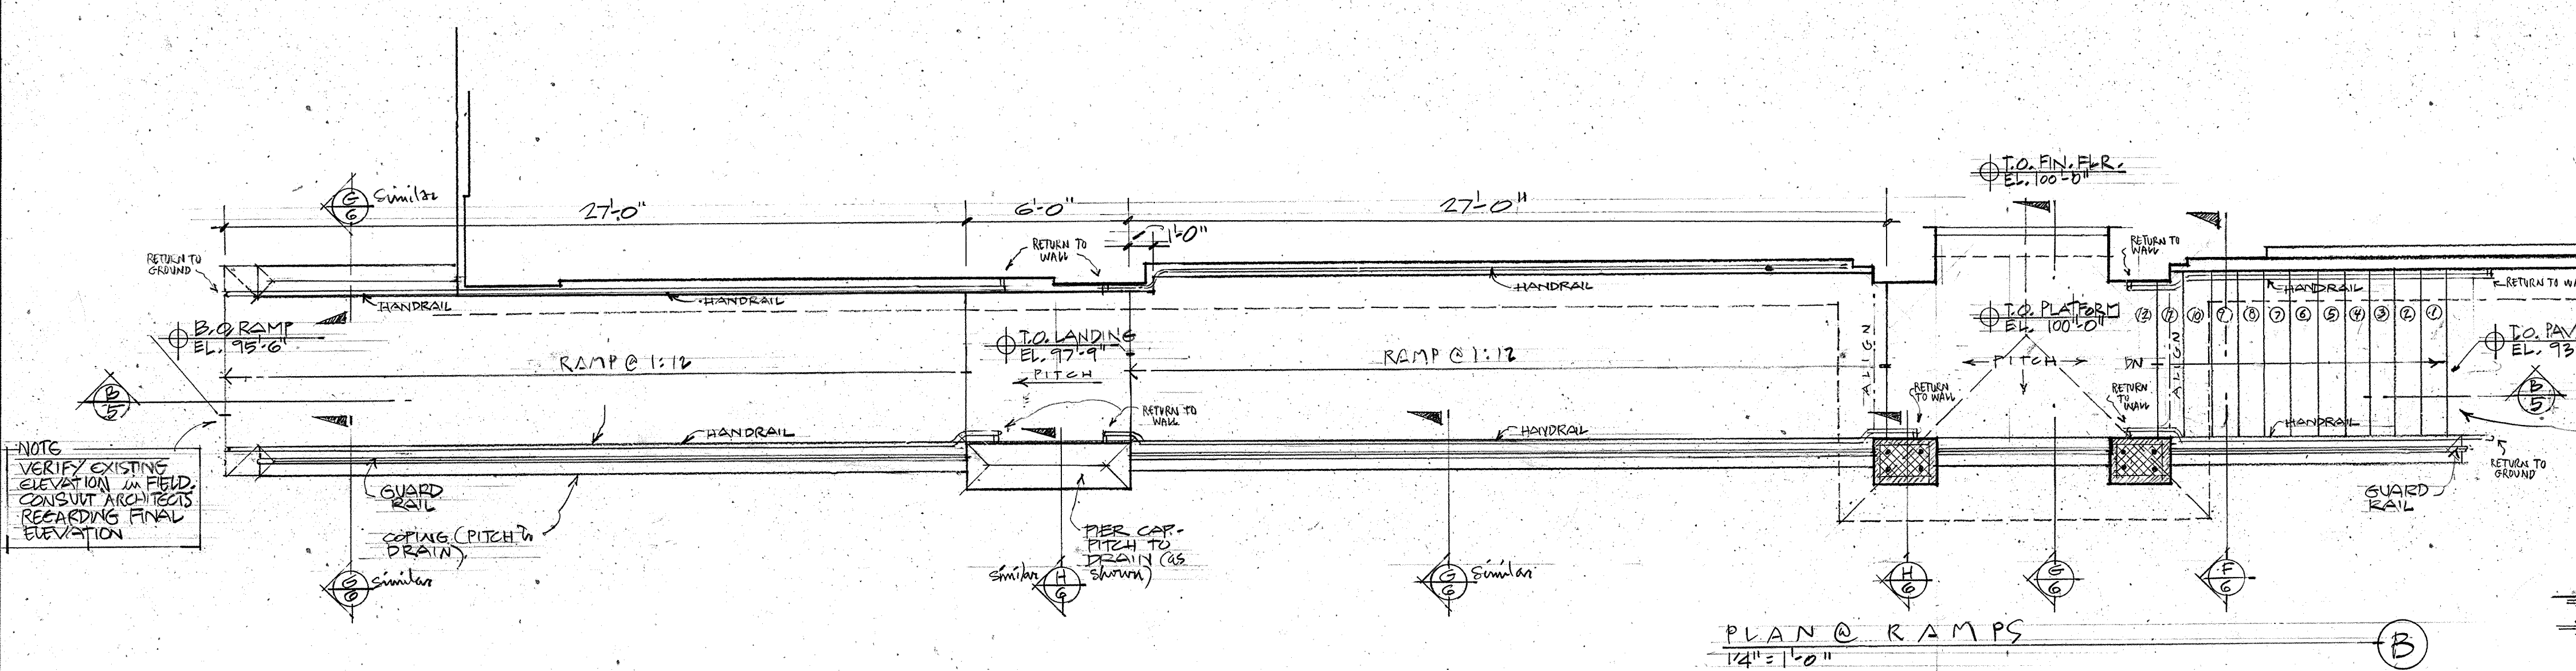 T.O. FIN. FLR.
EL. 100'-0"
G
6
Similar
27'-0"
6'-0"
27'-0"
1'-0"
RETURN TO
GROUND
RETURN TO
WALL
RETURN TO
WALL
HANDRAIL
HANDRAIL
HANDRAIL
HANDRAIL
RETURN TO
B.O. RAMP
EL. 95'-6"
T.O. LANDING
EL. 97'-9"
PITCH
T.O. PLATFORM
EL. 100'-0"
12 11 10 9 8 7 6 5 4 3 2 1
T.O. PAV
EL. 93
RAMP @ 1:12
RAMP @ 1:12
ALIGN
PITCH
DN
ALIGN
B
5
B
5
RETURN TO
WALL
RETURN
TO WALL
RETURN
TO
WALL
HANDRAIL
HANDRAIL
HANDRAIL
NOTE
VERIFY EXISTING
ELEVATION IN FIELD.
CONSULT ARCHITECTS
REGARDING FINAL
ELEVATION
GUARD
RAIL
COPING (PITCH TO
DRAIN)
PIER CAP-
PITCH TO
DRAIN (as
shown)
RETURN TO
GROUND
GUARD
RAIL
G
6
Similar
Similar
H
6
G
6
Similar
H
6
G
6
F
6
PLAN @ RAMPS
1/4" = 1'-0"
B